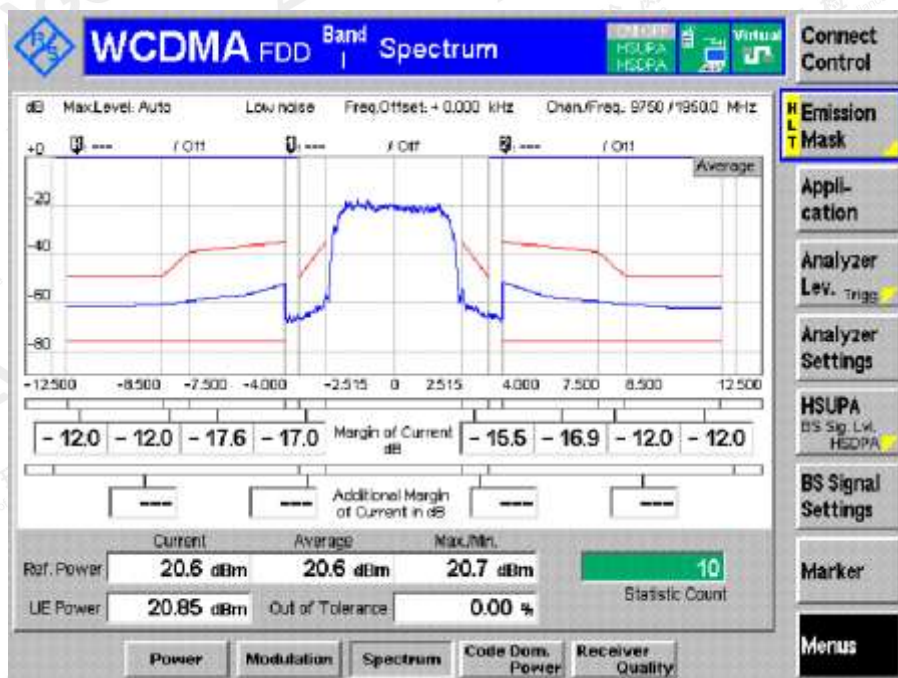 R&S
WCDMA FDD Band I Spectrum
HSUPA
HSDPA
Virtual
Connect
Control
dB Max.Level: Auto Low noise Freq.Offset: + 0.000 kHz Chan./Freq. 9750 / 1950.0 MHz
H L T
Emission
Mask
+0 R: --- / Off 1: --- / Off 2: --- / Off
Average
Appli-
cation
-20
-40
-60
-80
Analyzer
Lev. Trigg.
Analyzer
Settings
-12.500 -8.500 -7.500 -4.000 -2.515 0 2.515 4.000 7.500 8.500 12.500
HSUPA
BS Sig. Lvl.
HSDPA
- 12.0 - 12.0 - 17.6 - 17.0 Margin of Current dB - 15.5 - 16.9 - 12.0 - 12.0
--- --- Additional Margin of Current in dB --- ---
BS Signal
Settings
Current Average Max./Min.
Ref. Power 20.6 dBm 20.6 dBm 20.7 dBm 10
Statistic Count
Marker
UE Power 20.85 dBm Out of Tolerance 0.00 %
Power Modulation Spectrum Code Dom. Power Receiver Quality
Menus